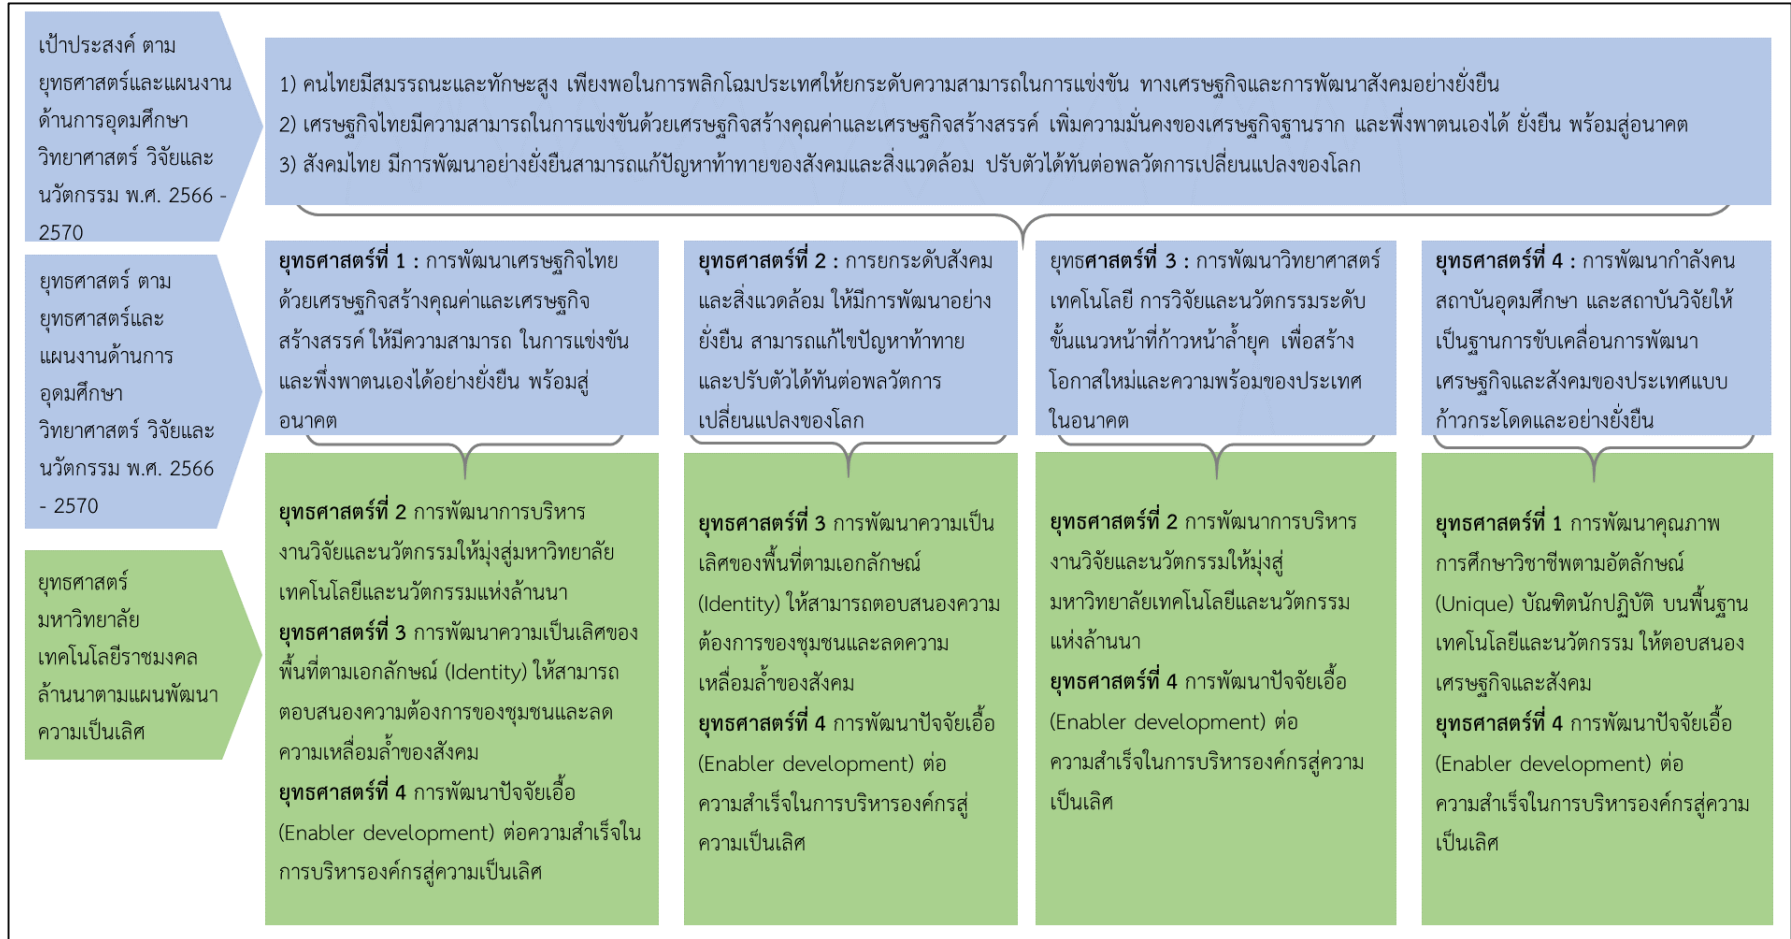 เป้าประสงค์ ตาม
ยุทธศาสตร์และแผนงาน
ด้านการอุดมศึกษา
วิทยาศาสตร์ วิจัยและ
นวัตกรรม พ.ศ. 2566 -
2570
1) คนไทยมีสมรรถนะและทักษะสูง เพียงพอในการพลิกโฉมประเทศให้ยกระดับความสามารถในการแข่งขัน ทางเศรษฐกิจและการพัฒนาสังคมอย่างยั่งยืน
2) เศรษฐกิจไทยมีความสามารถในการแข่งขันด้วยเศรษฐกิจสร้างคุณค่าและเศรษฐกิจสร้างสรรค์ เพิ่มความมั่นคงของเศรษฐกิจฐานราก และพึ่งพาตนเองได้ ยั่งยืน พร้อมสู่อนาคต
3) สังคมไทย มีการพัฒนาอย่างยั่งยืนสามารถแก้ปัญหาท้าทายของสังคมและสิ่งแวดล้อม ปรับตัวได้ทันต่อพลวัตการเปลี่ยนแปลงของโลก
ยุทธศาสตร์ ตาม
ยุทธศาสตร์และ
แผนงานด้านการ
อุดมศึกษา
วิทยาศาสตร์ วิจัยและ
นวัตกรรม พ.ศ. 2566
- 2570
ยุทธศาสตร์ที่ 1 : การพัฒนาเศรษฐกิจไทย
ด้วยเศรษฐกิจสร้างคุณค่าและเศรษฐกิจ
สร้างสรรค์ ให้มีความสามารถ ในการแข่งขัน
และพึ่งพาตนเองได้อย่างยั่งยืน พร้อมสู่
อนาคต
ยุทธศาสตร์ที่ 2 : การยกระดับสังคม
และสิ่งแวดล้อม ให้มีการพัฒนาอย่าง
ยั่งยืน สามารถแก้ไขปัญหาท้าทาย
และปรับตัวได้ทันต่อพลวัตการ
เปลี่ยนแปลงของโลก
ยุทธศาสตร์ที่ 3 : การพัฒนาวิทยาศาสตร์
เทคโนโลยี การวิจัยและนวัตกรรมระดับ
ขั้นแนวหน้าที่ก้าวหน้าล้ำยุค เพื่อสร้าง
โอกาสใหม่และความพร้อมของประเทศ
ในอนาคต
ยุทธศาสตร์ที่ 4 : การพัฒนากำลังคน
สถาบันอุดมศึกษา และสถาบันวิจัยให้
เป็นฐานการขับเคลื่อนการพัฒนา
เศรษฐกิจและสังคมของประเทศแบบ
ก้าวกระโดดและอย่างยั่งยืน
ยุทธศาสตร์
มหาวิทยาลัย
เทคโนโลยีราชมงคล
ล้านนาตามแผนพัฒนา
ความเป็นเลิศ
ยุทธศาสตร์ที่ 2 การพัฒนาการบริหาร
งานวิจัยและนวัตกรรมให้มุ่งสู่มหาวิทยาลัย
เทคโนโลยีและนวัตกรรมแห่งล้านนา
ยุทธศาสตร์ที่ 3 การพัฒนาความเป็นเลิศของ
พื้นที่ตามเอกลักษณ์ (Identity) ให้สามารถ
ตอบสนองความต้องการของชุมชนและลด
ความเหลื่อมล้ำของสังคม
ยุทธศาสตร์ที่ 4 การพัฒนาปัจจัยเอื้อ
(Enabler development) ต่อความสำเร็จใน
การบริหารองค์กรสู่ความเป็นเลิศ
ยุทธศาสตร์ที่ 3 การพัฒนาความเป็น
เลิศของพื้นที่ตามเอกลักษณ์
(Identity) ให้สามารถตอบสนองความ
ต้องการของชุมชนและลดความ
เหลื่อมล้ำของสังคม
ยุทธศาสตร์ที่ 4 การพัฒนาปัจจัยเอื้อ
(Enabler development) ต่อ
ความสำเร็จในการบริหารองค์กรสู่
ความเป็นเลิศ
ยุทธศาสตร์ที่ 2 การพัฒนาการบริหาร
งานวิจัยและนวัตกรรมให้มุ่งสู่
มหาวิทยาลัยเทคโนโลยีและนวัตกรรม
แห่งล้านนา
ยุทธศาสตร์ที่ 4 การพัฒนาปัจจัยเอื้อ
(Enabler development) ต่อ
ความสำเร็จในการบริหารองค์กรสู่ความ
เป็นเลิศ
ยุทธศาสตร์ที่ 1 การพัฒนาคุณภาพ
การศึกษาวิชาชีพตามอัตลักษณ์
(Unique) บัณฑิตนักปฏิบัติ บนพื้นฐาน
เทคโนโลยีและนวัตกรรม ให้ตอบสนอง
เศรษฐกิจและสังคม
ยุทธศาสตร์ที่ 4 การพัฒนาปัจจัยเอื้อ
(Enabler development) ต่อ
ความสำเร็จในการบริหารองค์กรสู่ความ
เป็นเลิศ